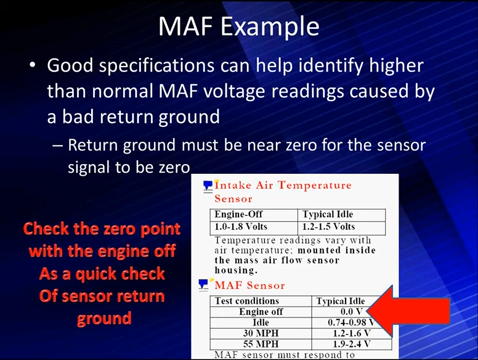 MAF Example
• Good specifications can help identify higher
than normal MAF voltage readings caused by
a bad return ground
– Return ground must be near zero for the sensor
signal to be zero
Check the zero point
with the engine off
As a quick check
Of sensor return
ground
Intake Air Temperature
Sensor
Engine-Off Typical Idle
1.0-1.8 Volts 1.2-1.5 Volts
Temperature readings vary with
air temperature; mounted inside
the mass air flow sensor
housing.
MAF Sensor
Test conditions Typical Idle
Engine off 0.0 V
Idle 0.74-0.98 V
30 MPH 1.2-1.6 V
55 MPH 1.9-2.4 V
MAF sensor must respond to